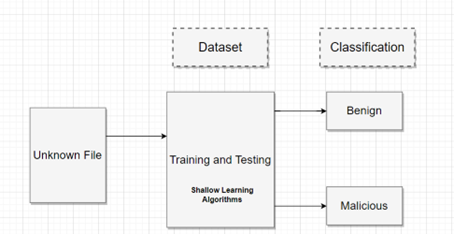 Dataset
Classification
Benign
Unknown File
Training and Testing
Shallow Learning
Algorithms
Malicious